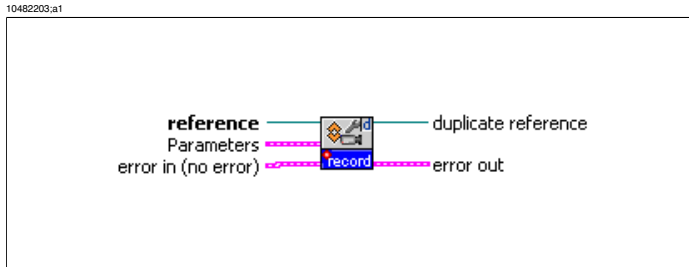 10482203;a1
reference
duplicate reference
Parameters
d
error in (no error)
record
error out